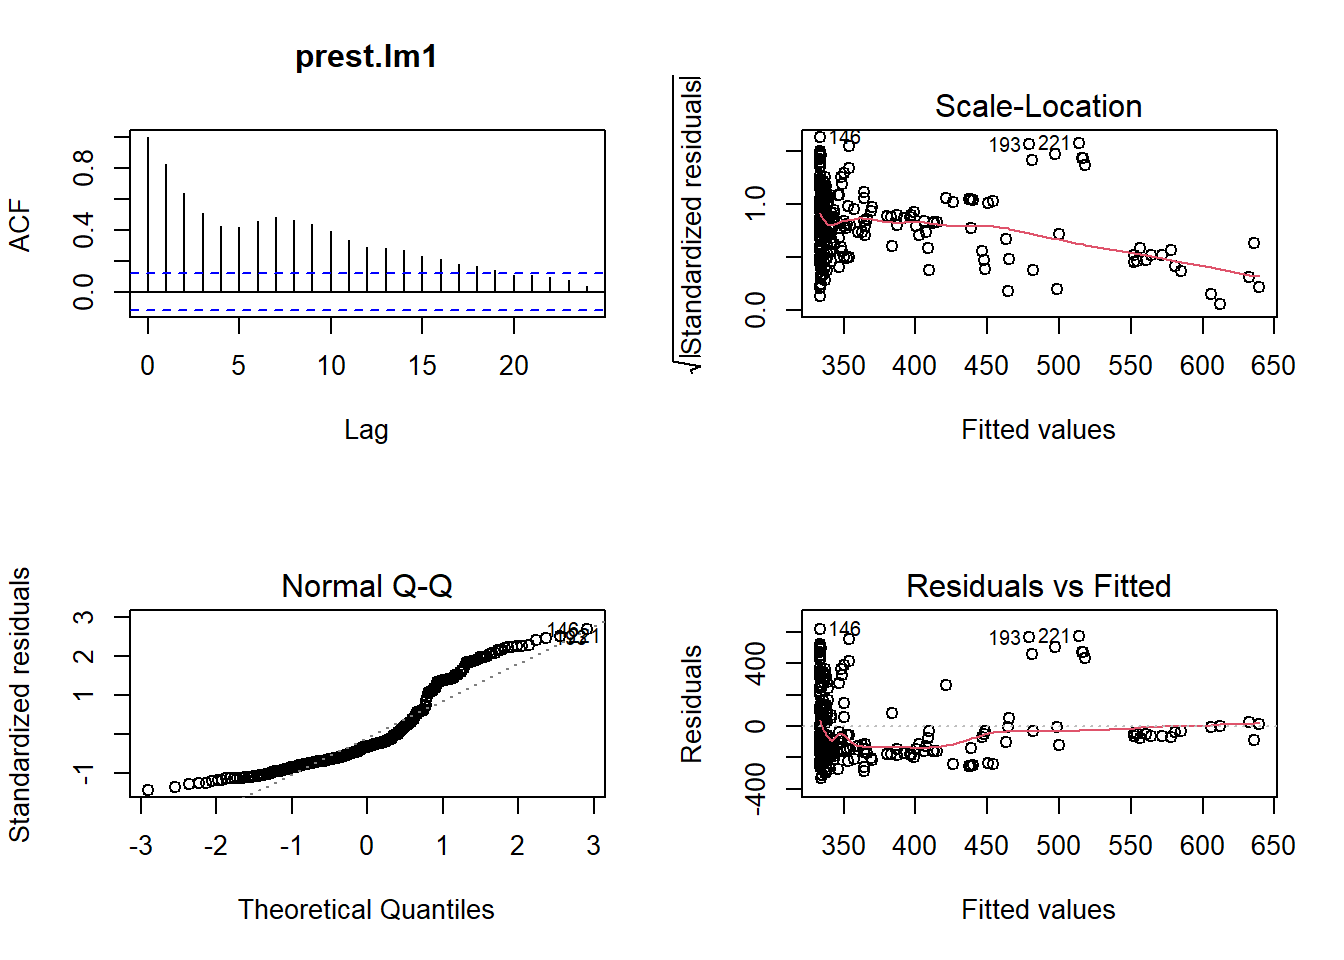 prest.lm1
ACF
0.0 0.4 0.8
0 5 10 15 20
Lag
Scale-Location
√|Standardized residuals|
0.0 1.0
146
193 221
350 400 450 500 550 600 650
Fitted values
Normal Q-Q
Standardized residuals
-1 1 2 3
-3 -2 -1 0 1 2 3
Theoretical Quantiles
Residuals vs Fitted
Residuals
-400 0 400
146
193 221
350 400 450 500 550 600 650
Fitted values